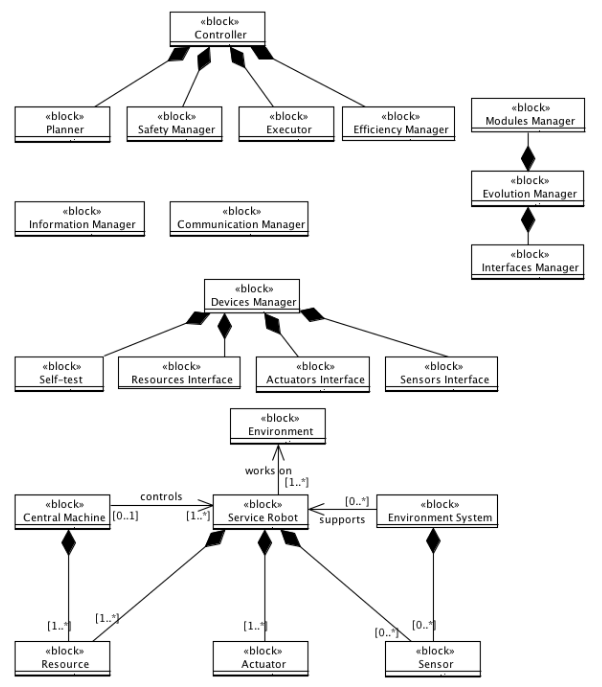 «block»
Controller
«block»
Planner
«block»
Safety Manager
«block»
Executor
«block»
Efficiency Manager
«block»
Modules Manager
«block»
Evolution Manager
«block»
Interfaces Manager
«block»
Information Manager
«block»
Communication Manager
«block»
Devices Manager
«block»
Self-test
«block»
Resources Interface
«block»
Actuators Interface
«block»
Sensors Interface
«block»
Environment
works on
[1..*]
«block»
Central Machine
controls
[0..1]
[1..*]
«block»
Service Robot
[0..*]
supports
«block»
Environment System
[1..*]
[1..*]
[1..*]
[0..*]
[0..*]
«block»
Resource
«block»
Actuator
«block»
Sensor